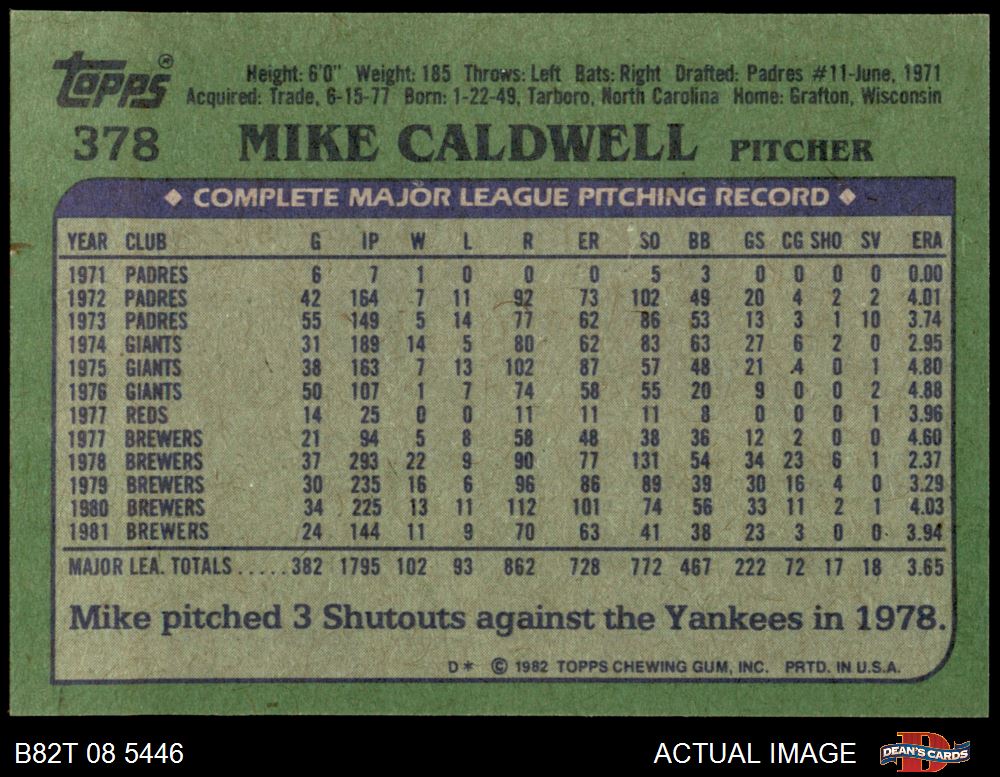 Topps®
Height: 6'0" Weight: 185 Throws: Left Bats: Right Drafted: Padres #11-June, 1971
Acquired: Trade, 6-15-77 Born: 1-22-49, Tarboro, North Carolina Home: Grafton, Wisconsin
378 MIKE CALDWELL PITCHER
◆ COMPLETE MAJOR LEAGUE PITCHING RECORD ◆
YEAR CLUB G IP W L R ER SO BB GS CG SHO SV ERA
1971 PADRES 6 7 1 0 0 0 5 3 0 0 0 0 0.00
1972 PADRES 42 164 7 11 92 73 102 49 20 4 2 2 4.01
1973 PADRES 55 149 5 14 77 62 86 53 13 3 1 10 3.74
1974 GIANTS 31 189 14 5 80 62 83 63 27 6 2 0 2.95
1975 GIANTS 38 163 7 13 102 87 57 48 21 4 0 1 4.80
1976 GIANTS 50 107 1 7 74 58 55 20 9 0 0 2 4.88
1977 REDS 14 25 0 0 11 11 11 8 0 0 0 1 3.96
1977 BREWERS 21 94 5 8 58 48 38 36 12 2 0 0 4.60
1978 BREWERS 37 293 22 9 90 77 131 54 34 23 6 1 2.37
1979 BREWERS 30 235 16 6 96 86 89 39 30 16 4 0 3.29
1980 BREWERS 34 225 13 11 112 101 74 56 33 11 2 1 4.03
1981 BREWERS 24 144 11 9 70 63 41 38 23 3 0 0 3.94
MAJOR LEA. TOTALS.....382 1795 102 93 862 728 772 467 222 72 17 18 3.65
Mike pitched 3 Shutouts against the Yankees in 1978.
D* © 1982 TOPPS CHEWING GUM, INC. PRTD. IN U.S.A.
B82T 08 5446 ACTUAL IMAGE DEAN'S CARDS